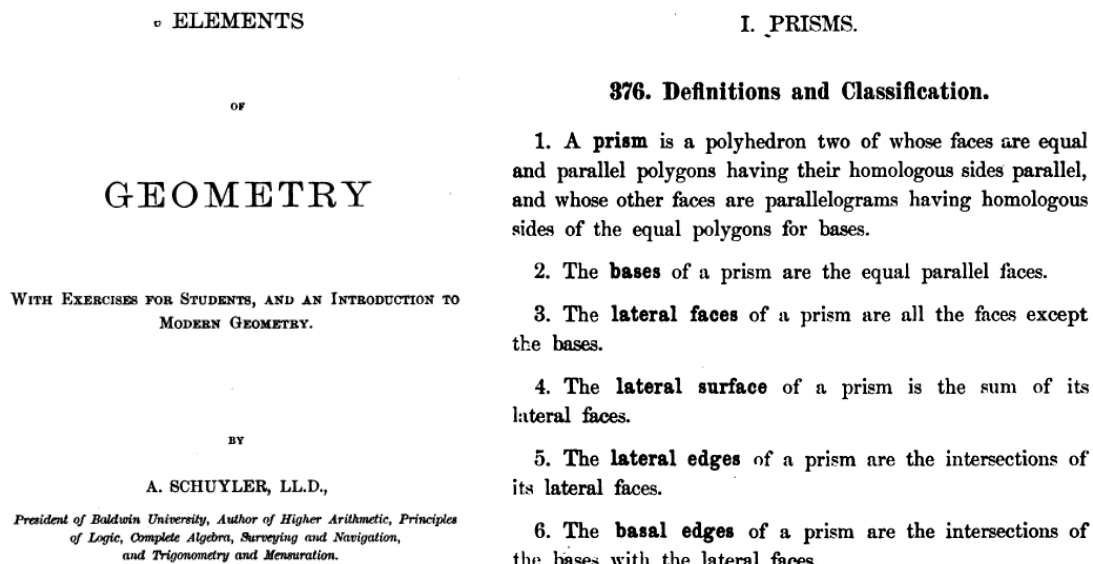 ELEMENTS
OF
GEOMETRY
WITH EXERCISES FOR STUDENTS, AND AN INTRODUCTION TO
MODERN GEOMETRY.
BY
A. SCHUYLER, LL.D.,
President of Baldwin University, Author of Higher Arithmetic, Principles
of Logic, Complete Algebra, Surveying and Navigation,
and Trigonometry and Mensuration.
I. PRISMS.
376. Definitions and Classification.
1. A prism is a polyhedron two of whose faces are equal
and parallel polygons having their homologous sides parallel,
and whose other faces are parallelograms having homologous
sides of the equal polygons for bases.
2. The bases of a prism are the equal parallel faces.
3. The lateral faces of a prism are all the faces except
the bases.
4. The lateral surface of a prism is the sum of its
lateral faces.
5. The lateral edges of a prism are the intersections of
its lateral faces.
6. The basal edges of a prism are the intersections of
the bases with the lateral faces